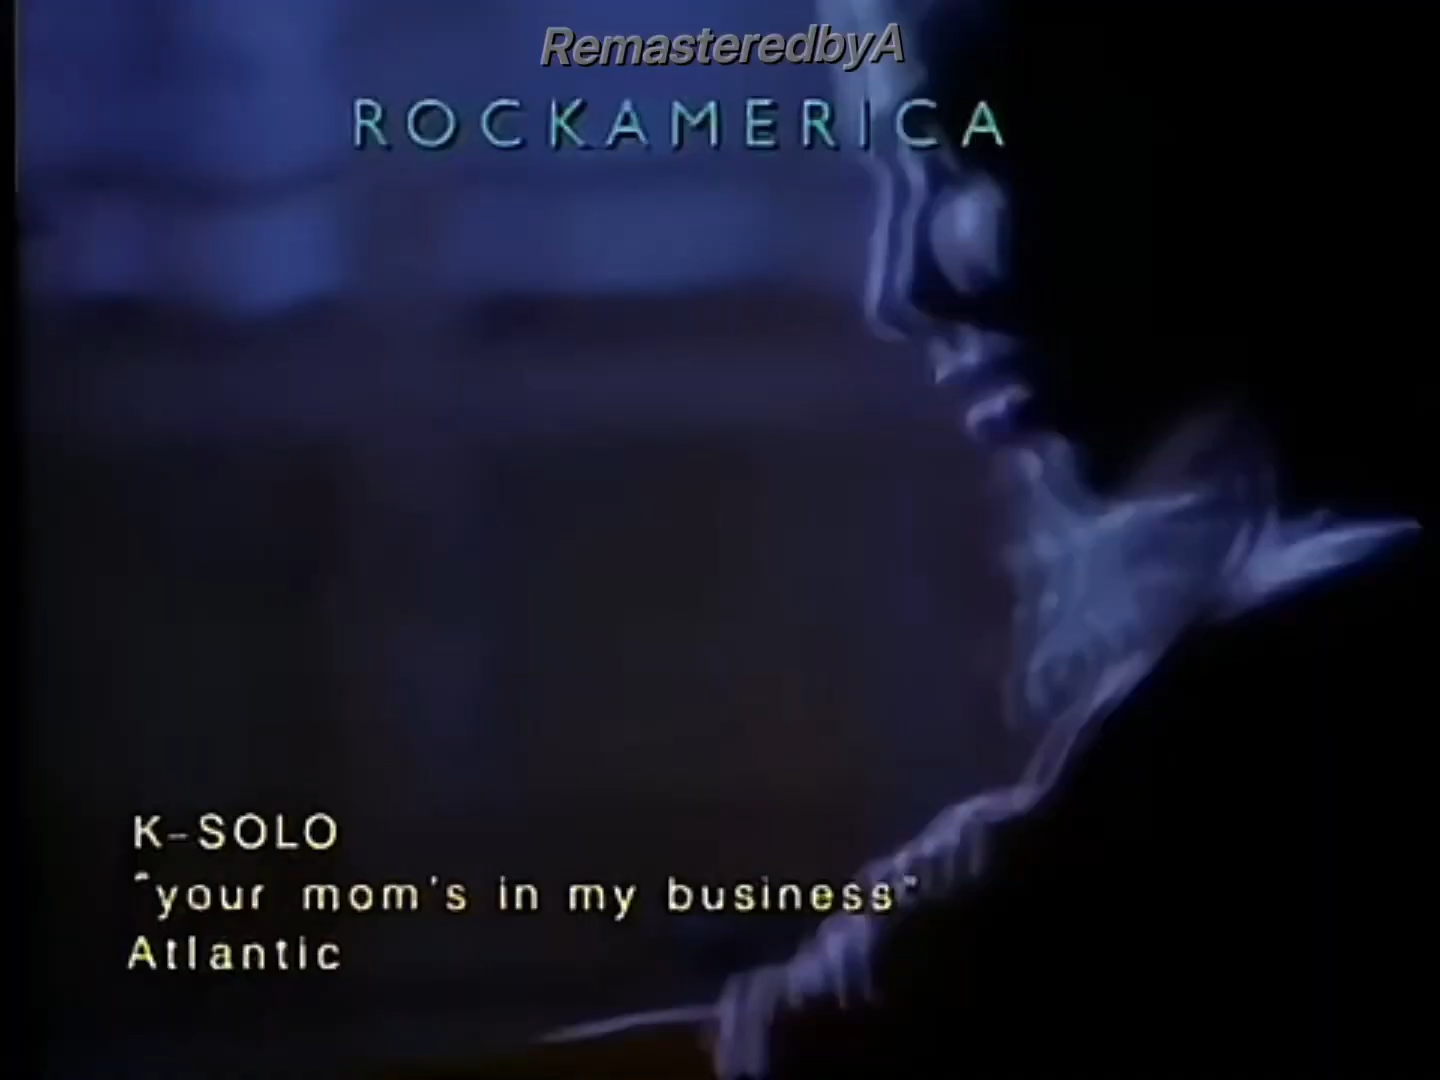 RemasteredbyA
ROCKAMERICA
K-SOLO
"your mom's in my business"
Atlantic